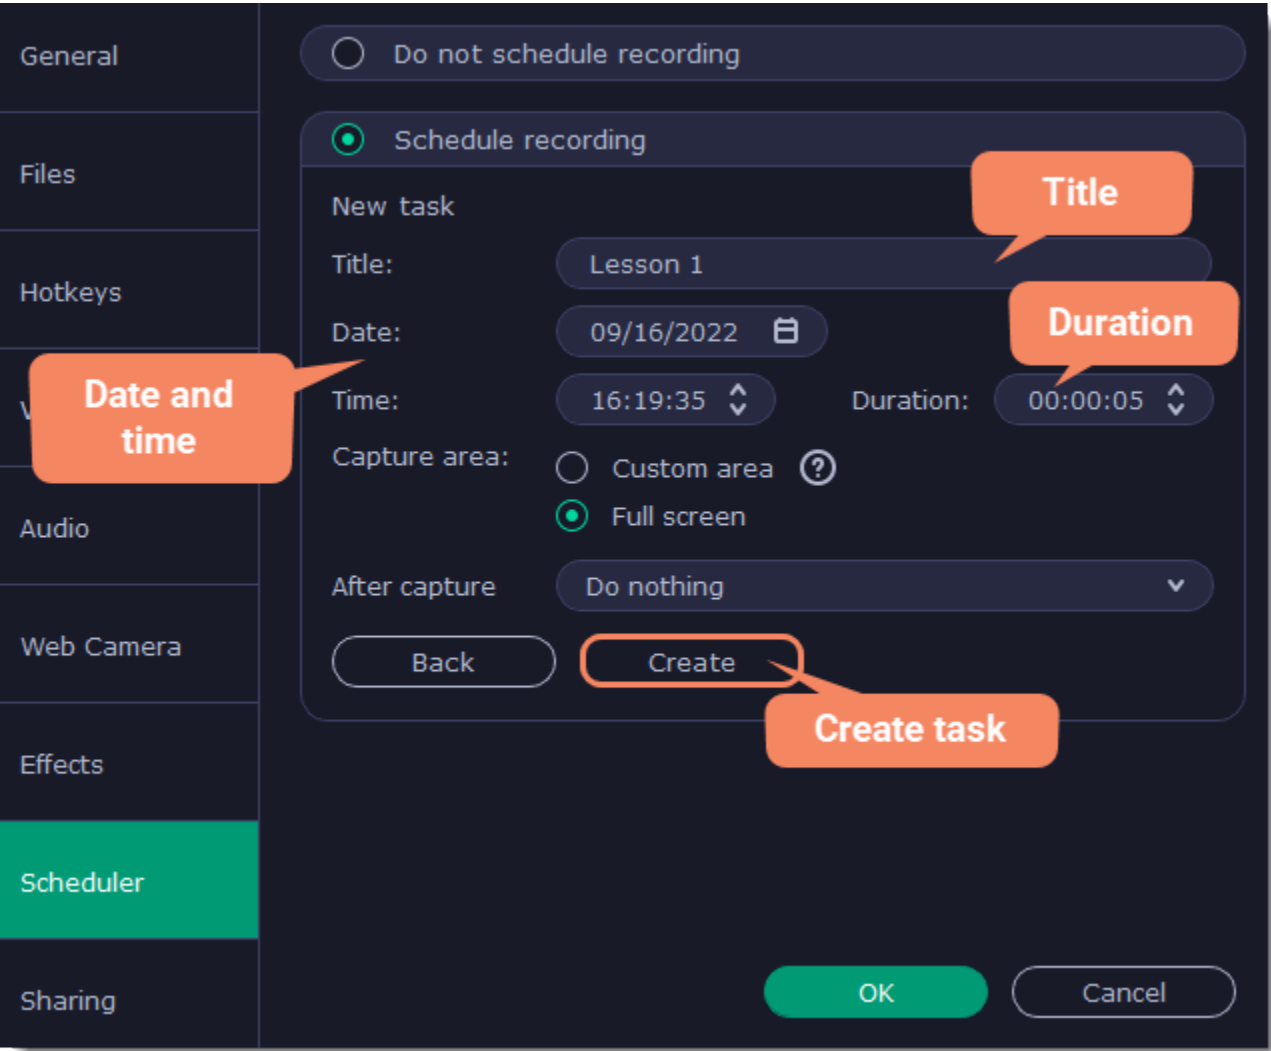 General
Files
Hotkeys
Audio
Web Camera
Effects
Scheduler
Sharing
Do not schedule recording
Schedule recording
New task
Title
Title: Lesson 1
Duration
Date: 09/16/2022
Date and
time
Time: 16:19:35 Duration: 00:00:05
Capture area: Custom area ?
Full screen
After capture Do nothing
Back Create
Create task
OK Cancel